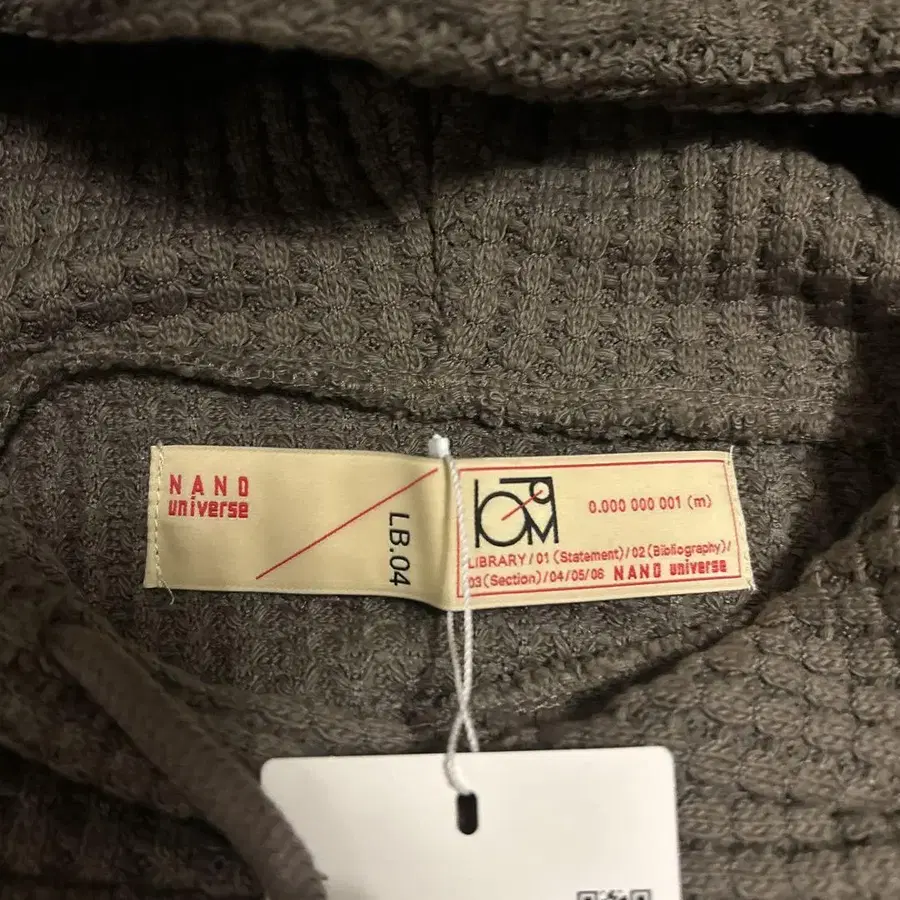 NANO
universe
LB.04
0.000 000 001 (m)
LIBRARY/01 (Statement)/02 (Bibliography)/
03 (Section)/04/05/06 NANO universe